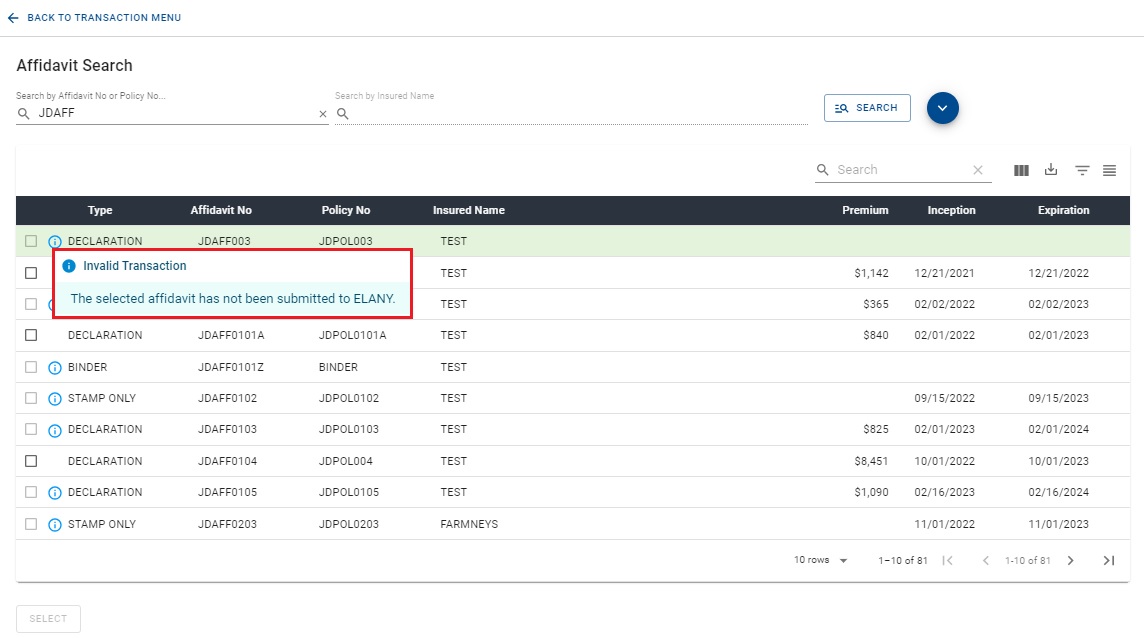 BACK TO TRANSACTION MENU
Affidavit Search
Search by Affidavit No or Policy No... Search by Insured Name
JDAFF
SEARCH
Search
Type Affidavit No Policy No Insured Name Premium Inception Expiration
DECLARATION JDAFF003 JDPOL003 TEST
Invalid Transaction
The selected affidavit has not been submitted to ELANY.
TEST $1,142 12/21/2021 12/21/2022
TEST $365 02/02/2022 02/02/2023
DECLARATION JDAFF0101A JDPOL0101A TEST $840 02/01/2022 02/01/2023
BINDER JDAFF0101Z BINDER TEST
STAMP ONLY JDAFF0102 JDPOL0102 TEST 09/15/2022 09/15/2023
DECLARATION JDAFF0103 JDPOL0103 TEST $825 02/01/2023 02/01/2024
DECLARATION JDAFF0104 JDPOL004 TEST $8,451 10/01/2022 10/01/2023
DECLARATION JDAFF0105 JDPOL0105 TEST $1,090 02/16/2023 02/16/2024
STAMP ONLY JDAFF0203 JDPOL0203 FARMNEYS 11/01/2022 11/01/2023
10 rows 1–10 of 81 1-10 of 81
SELECT